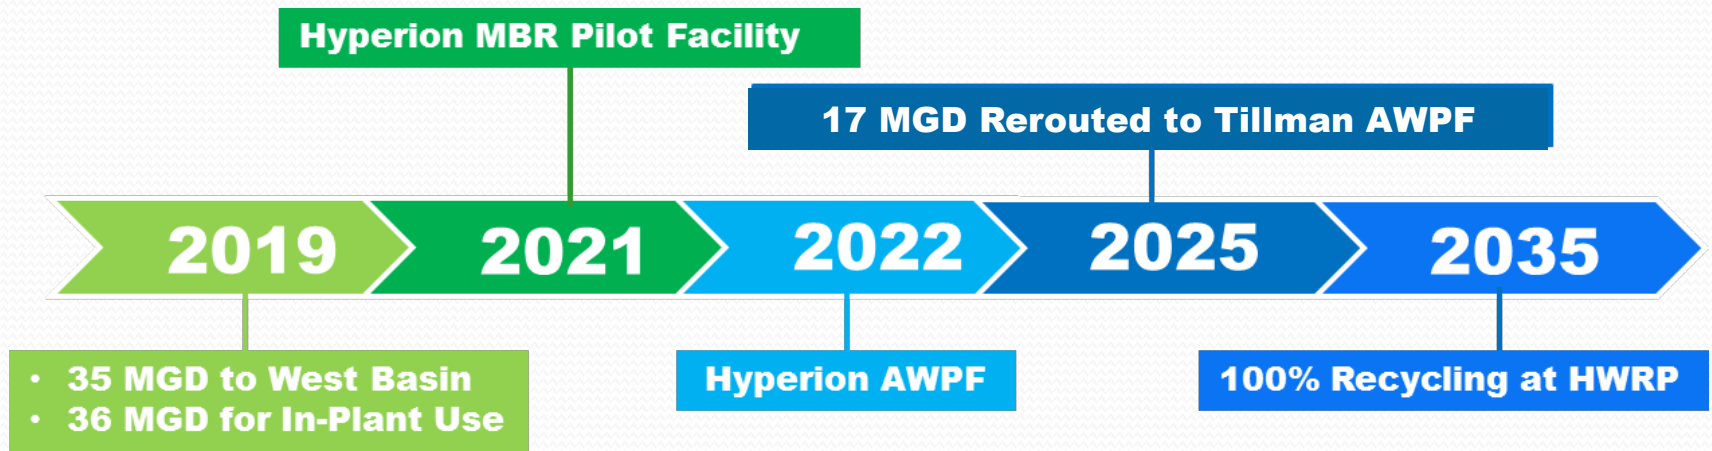 Hyperion MBR Pilot Facility
17 MGD Rerouted to Tillman AWPF
2019
2021
2022
2025
2035
• 35 MGD to West Basin
• 36 MGD for In-Plant Use
Hyperion AWPF
100% Recycling at HWRP